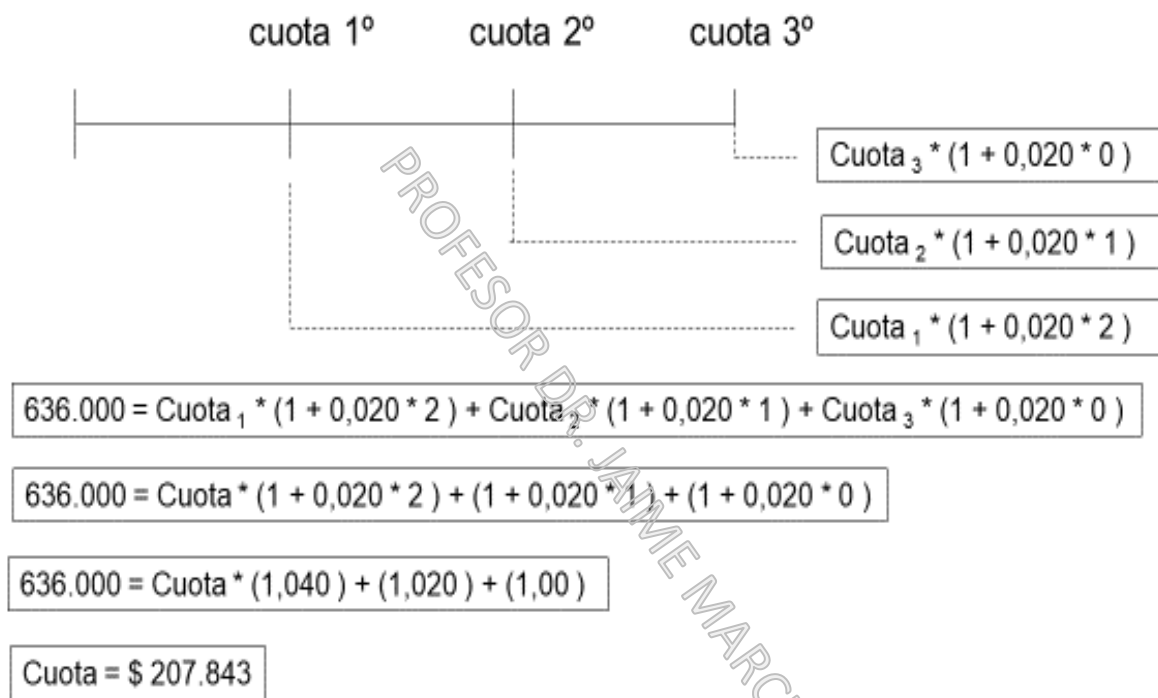 cuota 1º cuota 2º cuota 3º
Cuota 3 * (1 + 0,020 * 0 )
Cuota 2 * (1 + 0,020 * 1 )
Cuota 1 * (1 + 0,020 * 2 )
636.000 = Cuota 1 * (1 + 0,020 * 2 ) + Cuota 2 * (1 + 0,020 * 1 ) + Cuota 3 * (1 + 0,020 * 0 )
636.000 = Cuota * (1 + 0,020 * 2 ) + (1 + 0,020 * 1 ) + (1 + 0,020 * 0 )
636.000 = Cuota * (1,040 ) + (1,020 ) + (1,00 )
Cuota = $ 207.843
PROFESOR DR. JAIME